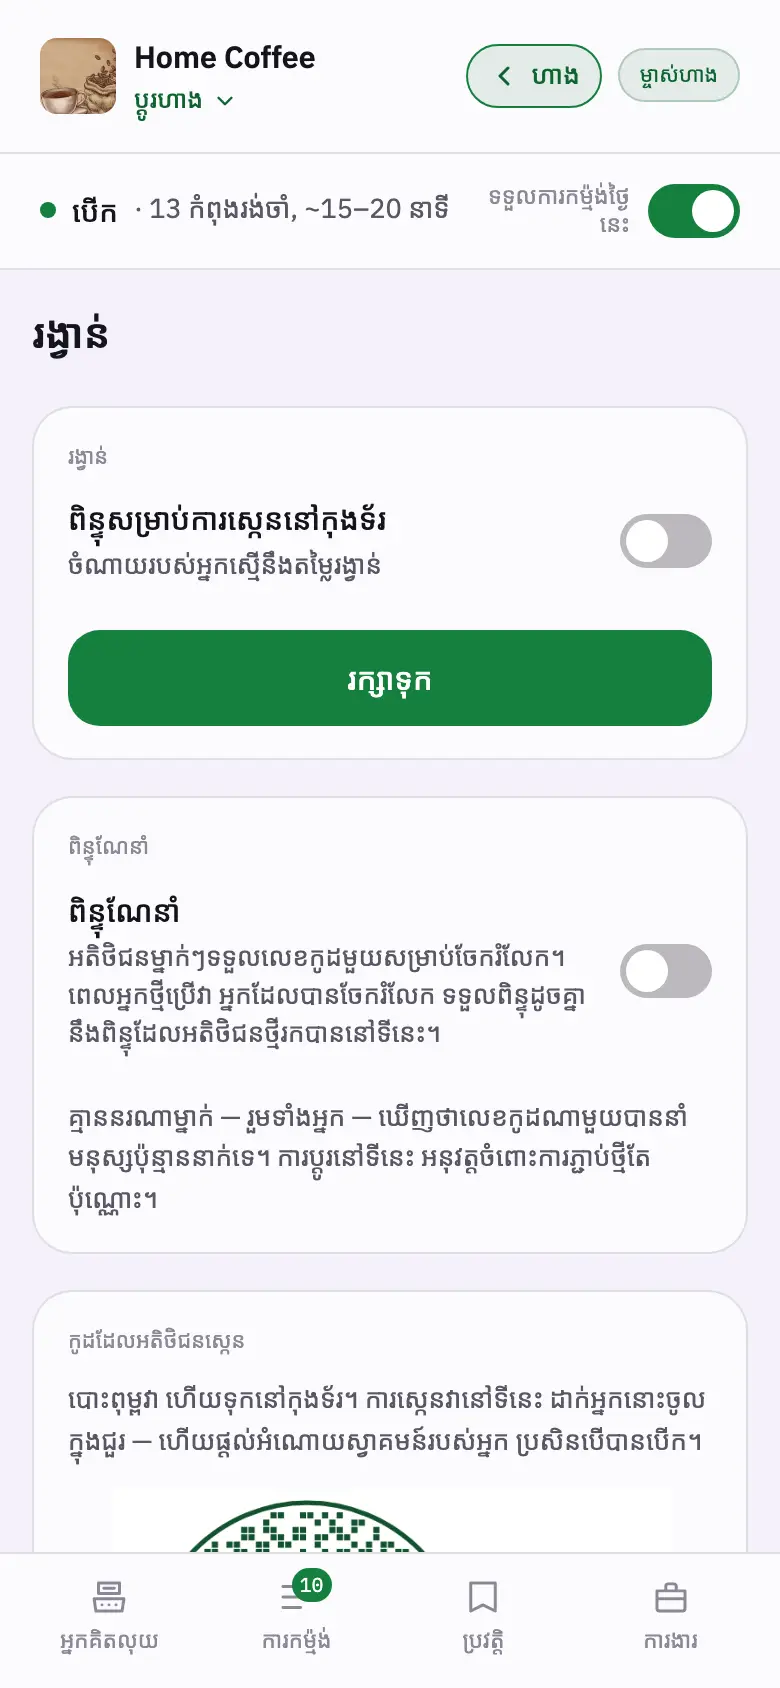 Home Coffee
ប្ដូរហាង
ហាង
ម្ចាស់ហាង
បើក · 13 កំពុងរង់ចាំ, ~15–20 នាទី
ទទួលការកម្ម៉ង់ថ្ងៃ
នេះ
រង្វាន់
រង្វាន់
ពិន្ទុសម្រាប់ការស្កេននៅកុងទ័រ
ចំណាយរបស់អ្នកស្មើនឹងតម្លៃរង្វាន់
រក្សាទុក
ពិន្ទុណែនាំ
ពិន្ទុណែនាំ
អតិថិជនម្នាក់ៗទទួលលេខកូដមួយសម្រាប់ចែករំលែក។
ពេលអ្នកថ្មីប្រើវា អ្នកដែលបានចែករំលែក ទទួលពិន្ទុដូចគ្នា
នឹងពិន្ទុដែលអតិថិជនថ្មីរកបាននៅទីនេះ។
គ្មាននរណាម្នាក់ — រួមទាំងអ្នក — ឃើញថាលេខកូដណាមួយបាននាំ
មនុស្សប៉ុន្មាននាក់ទេ។ ការប្ដូរនៅទីនេះ អនុវត្តចំពោះការភ្ជាប់ថ្មីតែ
ប៉ុណ្ណោះ។
កូដដែលអតិថិជនស្កេន
បោះពុម្ពវា ហើយទុកនៅកុងទ័រ។ ការស្កេនវានៅទីនេះ ដាក់អ្នកនោះចូល
ក្នុងជួរ — ហើយផ្ដល់អំណោយស្វាគមន៍របស់អ្នក ប្រសិនបើបានបើក។
10
អ្នកគិតលុយ
ការកម្ម៉ង់
ប្រវត្តិ
ការងារ